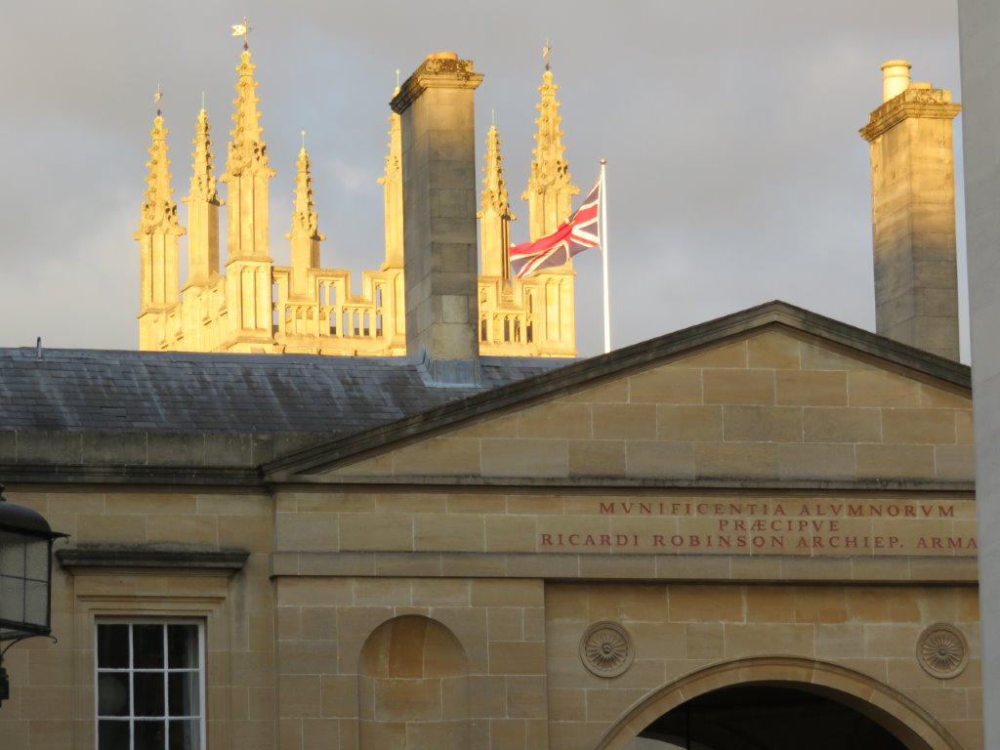 MVNIFICENTIA ALVMNORVM
PRÆCIPVE
RICARDI ROBINSON ARCHIEP. ARMA